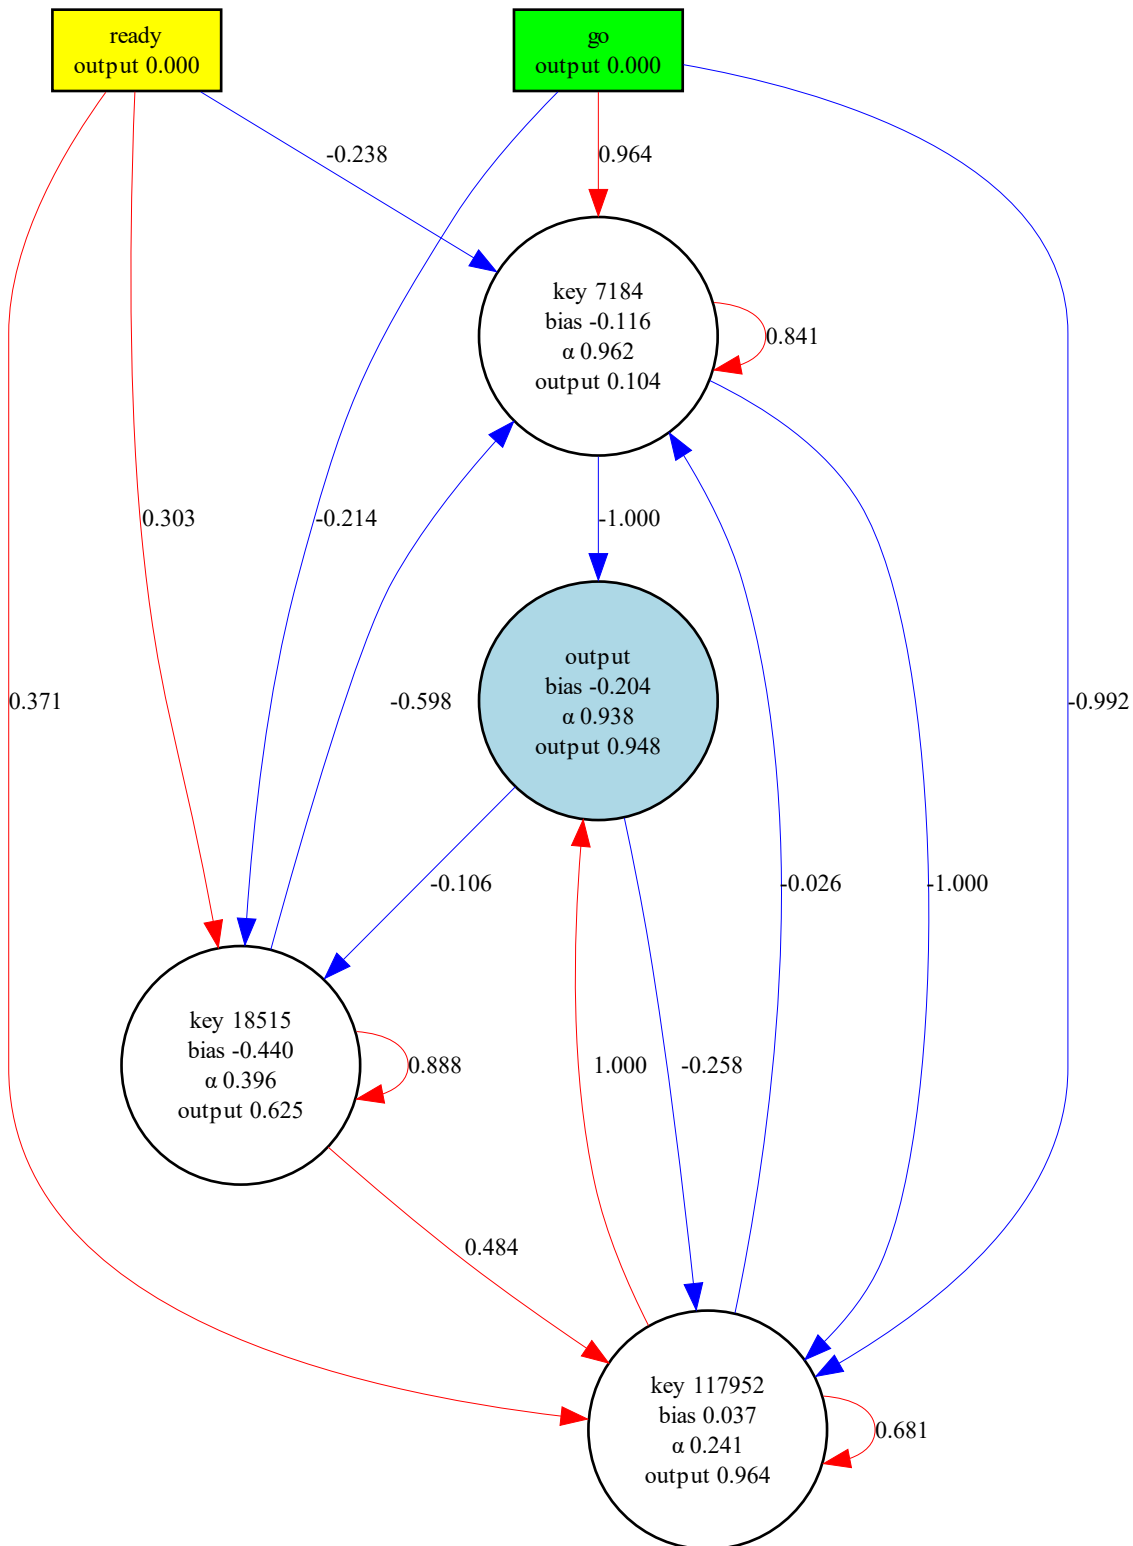 ready
output 0.000
go
output 0.000
-0.238
0.964
key 7184
bias -0.116
α 0.962
output 0.104
0.841
0.303
-0.214
-1.000
output
bias -0.204
α 0.938
output 0.948
0.371
-0.598
-0.992
-0.106
-0.026
-1.000
key 18515
bias -0.440
α 0.396
output 0.625
0.888
1.000
-0.258
0.484
key 117952
bias 0.037
α 0.241
output 0.964
0.681